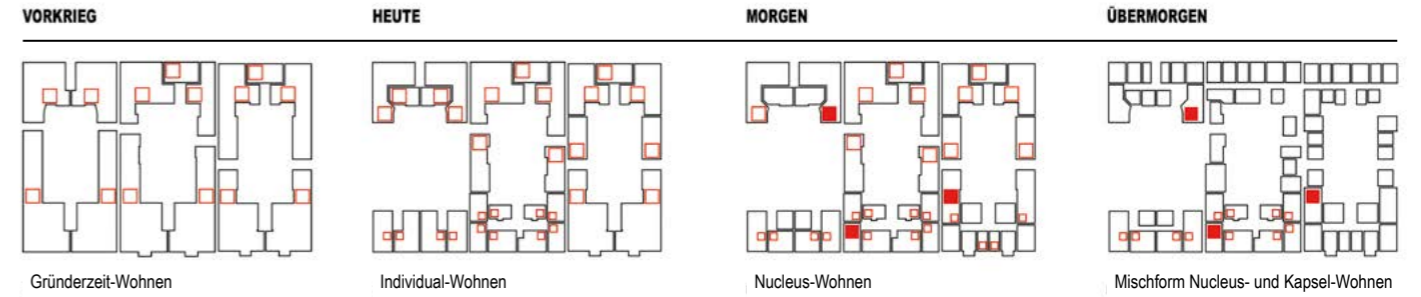 VORKRIEG HEUTE MORGEN ÜBERMORGEN
Gründerzeit-Wohnen Individual-Wohnen Nucleus-Wohnen Mischform Nucleus- und Kapsel-Wohnen